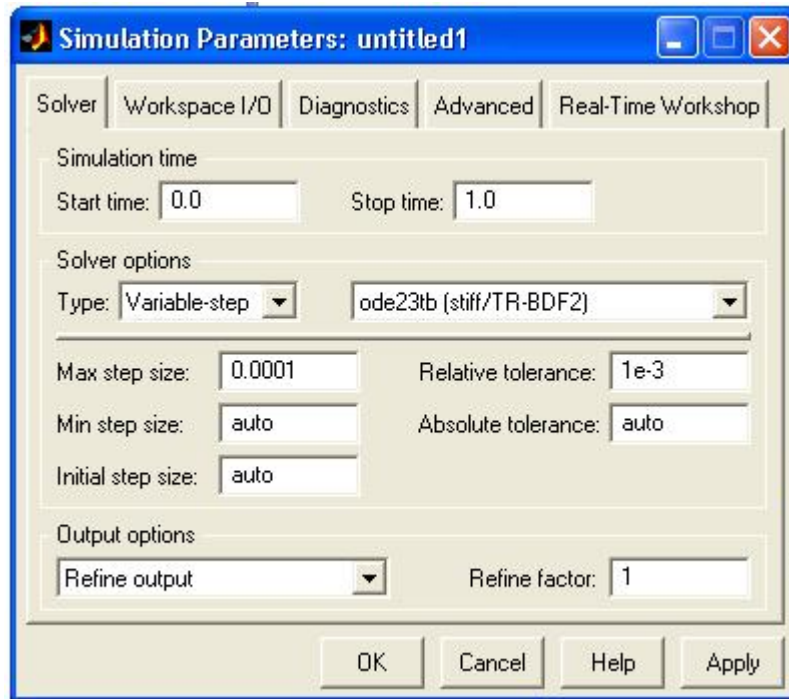 Simulation Parameters: untitled1
Solver Workspace I/O Diagnostics Advanced Real-Time Workshop
Simulation time
Start time: 0.0 Stop time: 1.0
Solver options
Type: Variable-step ode23tb (stiff/TR-BDF2)
Max step size: 0.0001 Relative tolerance: 1e-3
Min step size: auto Absolute tolerance: auto
Initial step size: auto
Output options
Refine output Refine factor: 1
OK Cancel Help Apply